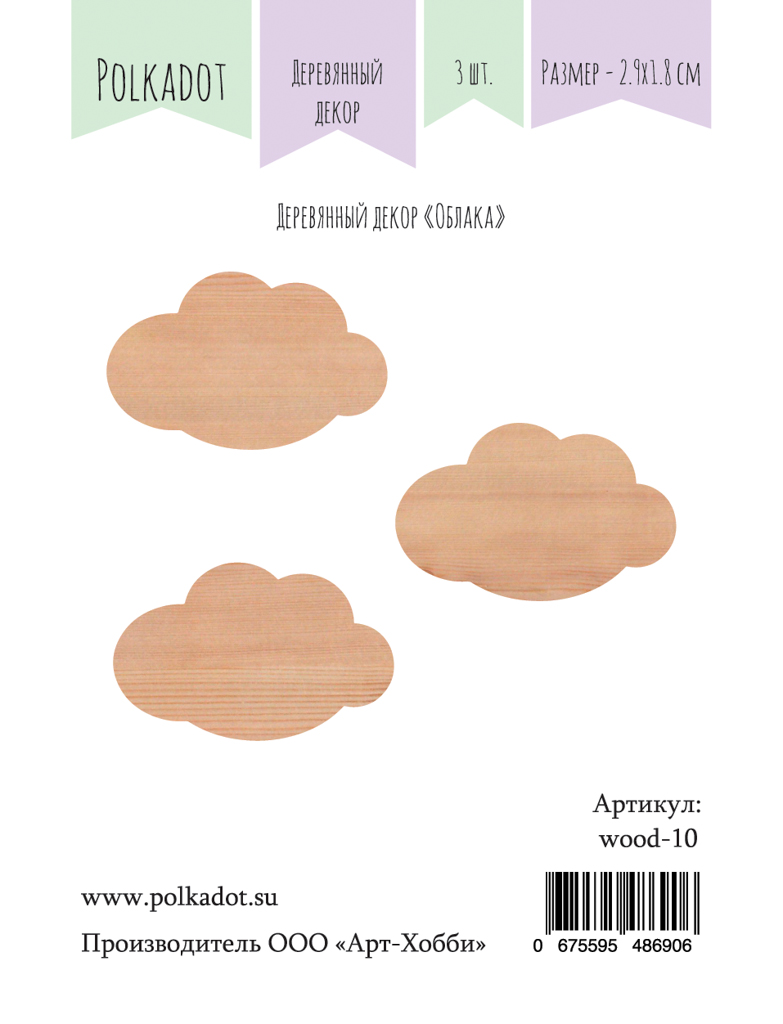 Polkadot
Деревянный
декор
3 шт.
Размер - 2.9x1.8 см
Деревянный декор «Облака»
Артикул:
wood-10
www.polkadot.su
Производитель ООО «Арт-Хобби»
0 675595 486906